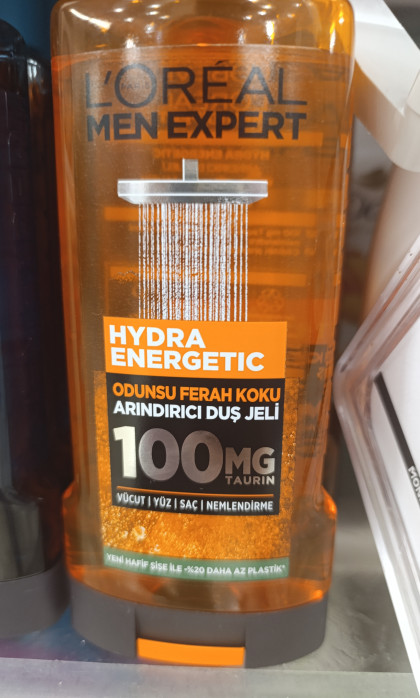 L'ORÉAL
MEN EXPERT
HYDRA
ENERGETIC
ODUNSU FERAH KOKU
ARINDIRICI DUŞ JELİ
100MG
TAURIN
VÜCUT | YÜZ | SAÇ | NEMLENDİRME
YENİ HAFİF ŞİŞE İLE -%20 DAHA AZ PLASTİK*